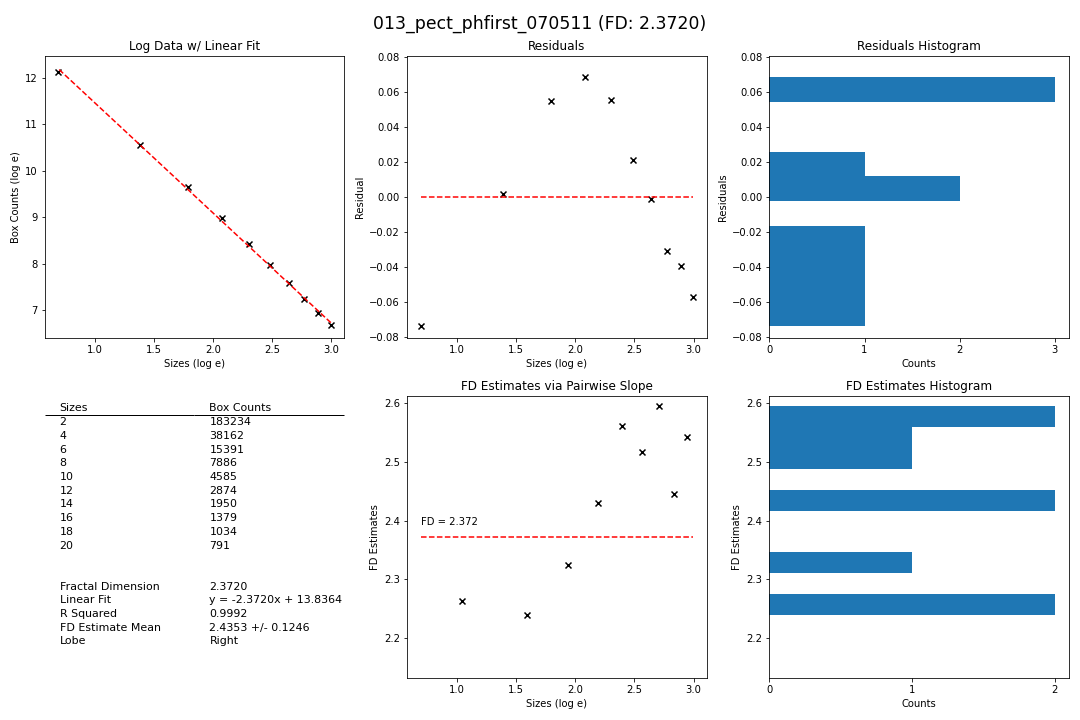 013_pect_phfirst_070511 (FD: 2.3720)
Log Data w/ Linear Fit
Box Counts (log e)
12
11
10
9
8
7
1.0 1.5 2.0 2.5 3.0
Sizes (log e)
Residuals
Residual
0.08
0.06
0.04
0.02
0.00
−0.02
−0.04
−0.06
−0.08
1.0 1.5 2.0 2.5 3.0
Sizes (log e)
Residuals Histogram
Residuals
0.08
0.06
0.04
0.02
0.00
−0.02
−0.04
−0.06
−0.08
0 1 2 3
Counts
Sizes Box Counts
2 183234
4 38162
6 15391
8 7886
10 4585
12 2874
14 1950
16 1379
18 1034
20 791
Fractal Dimension 2.3720
Linear Fit y = -2.3720x + 13.8364
R Squared 0.9992
FD Estimate Mean 2.4353 +/- 0.1246
Lobe Right
FD Estimates via Pairwise Slope
FD Estimates
2.6
2.5
2.4
2.3
2.2
FD = 2.372
1.0 1.5 2.0 2.5 3.0
Sizes (log e)
FD Estimates Histogram
FD Estimates
2.6
2.5
2.4
2.3
2.2
0 1 2
Counts